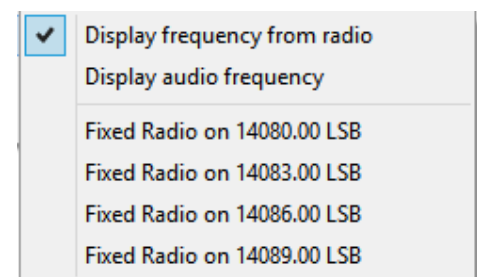 Display frequency from radio
Display audio frequency
Fixed Radio on 14080.00 LSB
Fixed Radio on 14083.00 LSB
Fixed Radio on 14086.00 LSB
Fixed Radio on 14089.00 LSB